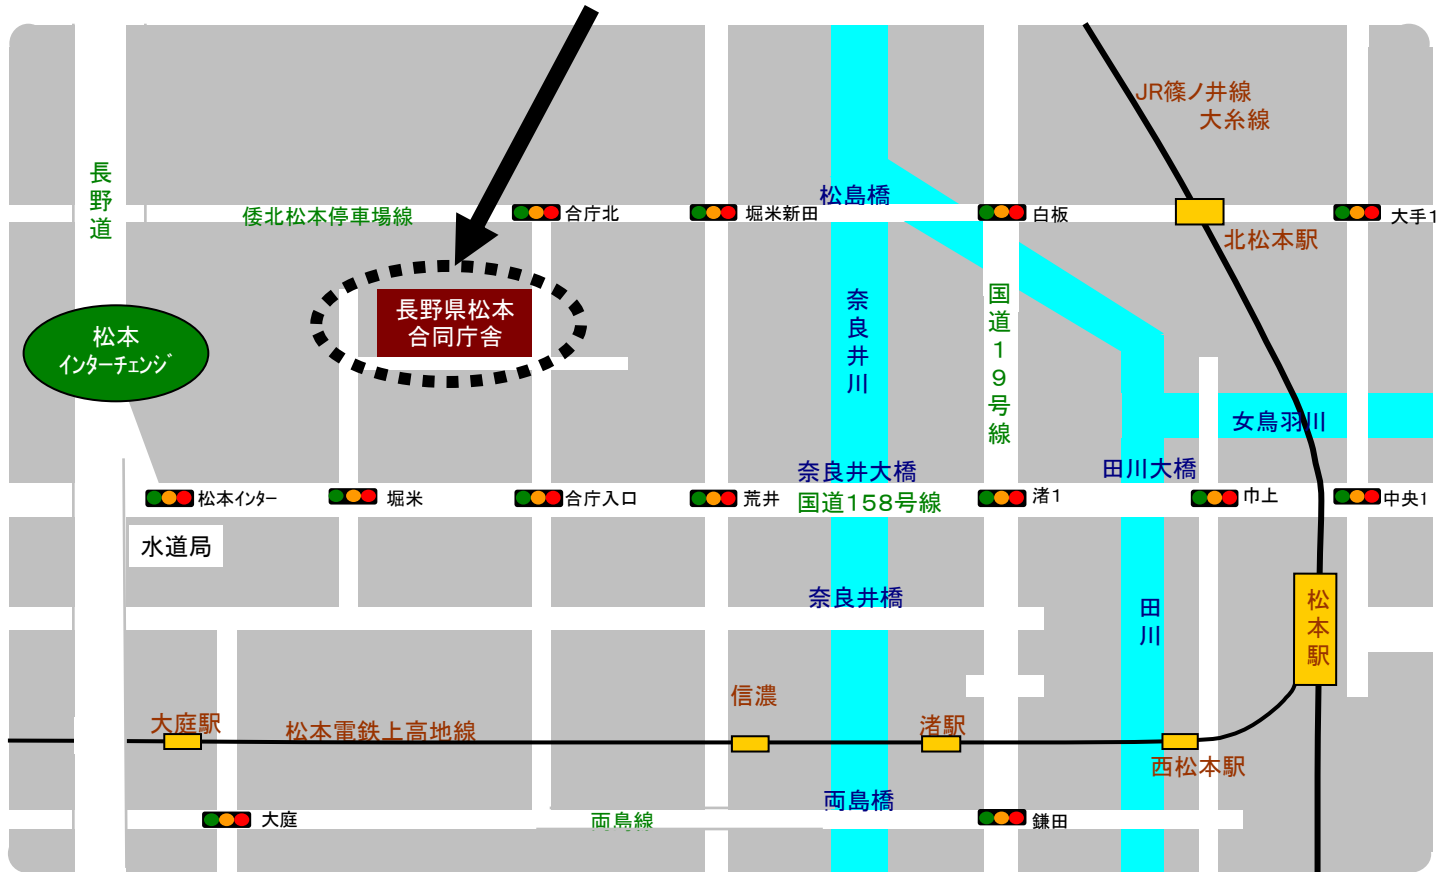 JR篠ノ井線
大糸線
長野道
松島橋
倭北松本停車場線
合庁北
堀米新田
白板
大手1
北松本駅
長野県松本
合同庁舎
松本
インターチェンジ
奈良井川
国道19号線
女鳥羽川
奈良井大橋
田川大橋
松本インター
堀米
合庁入口
荒井
国道158号線
渚1
巾上
中央1
水道局
奈良井橋
田川
松本駅
信濃
大庭駅
松本電鉄上高地線
渚駅
西松本駅
両島橋
大庭
両島線
鎌田